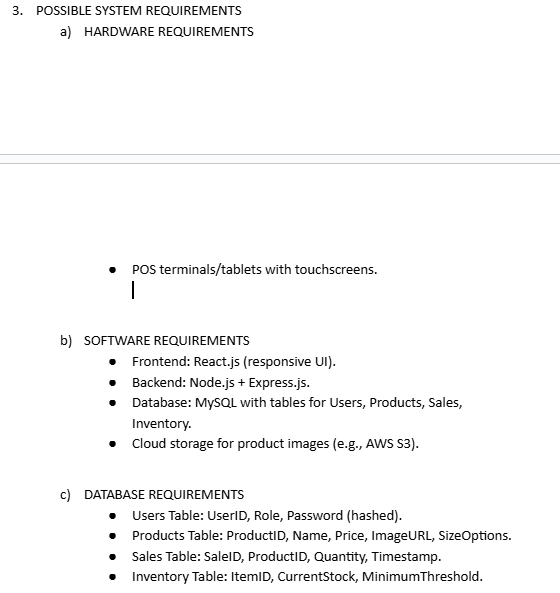 3. POSSIBLE SYSTEM REQUIREMENTS
a) HARDWARE REQUIREMENTS
● POS terminals/tablets with touchscreens.
b) SOFTWARE REQUIREMENTS
● Frontend: React.js (responsive UI).
● Backend: Node.js + Express.js.
● Database: MySQL with tables for Users, Products, Sales,
Inventory.
● Cloud storage for product images (e.g., AWS S3).
c) DATABASE REQUIREMENTS
● Users Table: UserID, Role, Password (hashed).
● Products Table: ProductID, Name, Price, ImageURL, SizeOptions.
● Sales Table: SaleID, ProductID, Quantity, Timestamp.
● Inventory Table: ItemID, CurrentStock, MinimumThreshold.